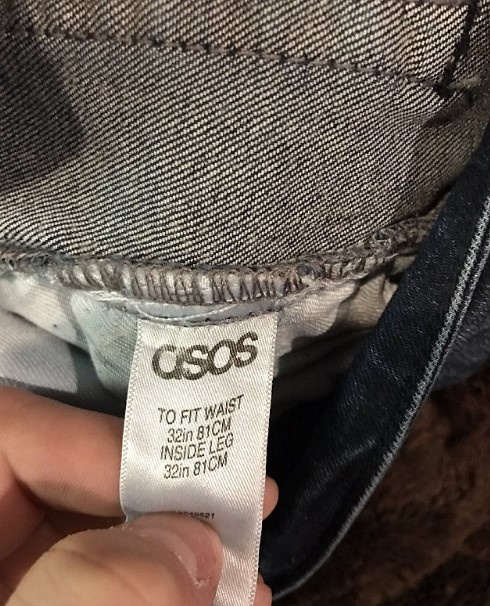 asos
TO FIT WAIST
32in 81CM
INSIDE LEG
32in 81CM